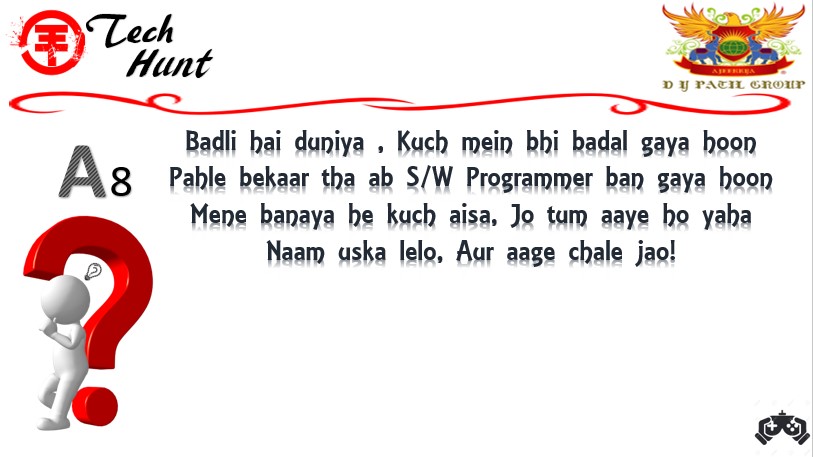 Tech
Hunt
AJEENKYA
D Y PATIL GROUP
A8
Badli hai duniya , Kuch mein bhi badal gaya hoon
Pahle bekaar tha ab S/W Programmer ban gaya hoon
Mene banaya he kuch aisa, Jo tum aaye ho yaha
Naam uska lelo, Aur aage chale jao!